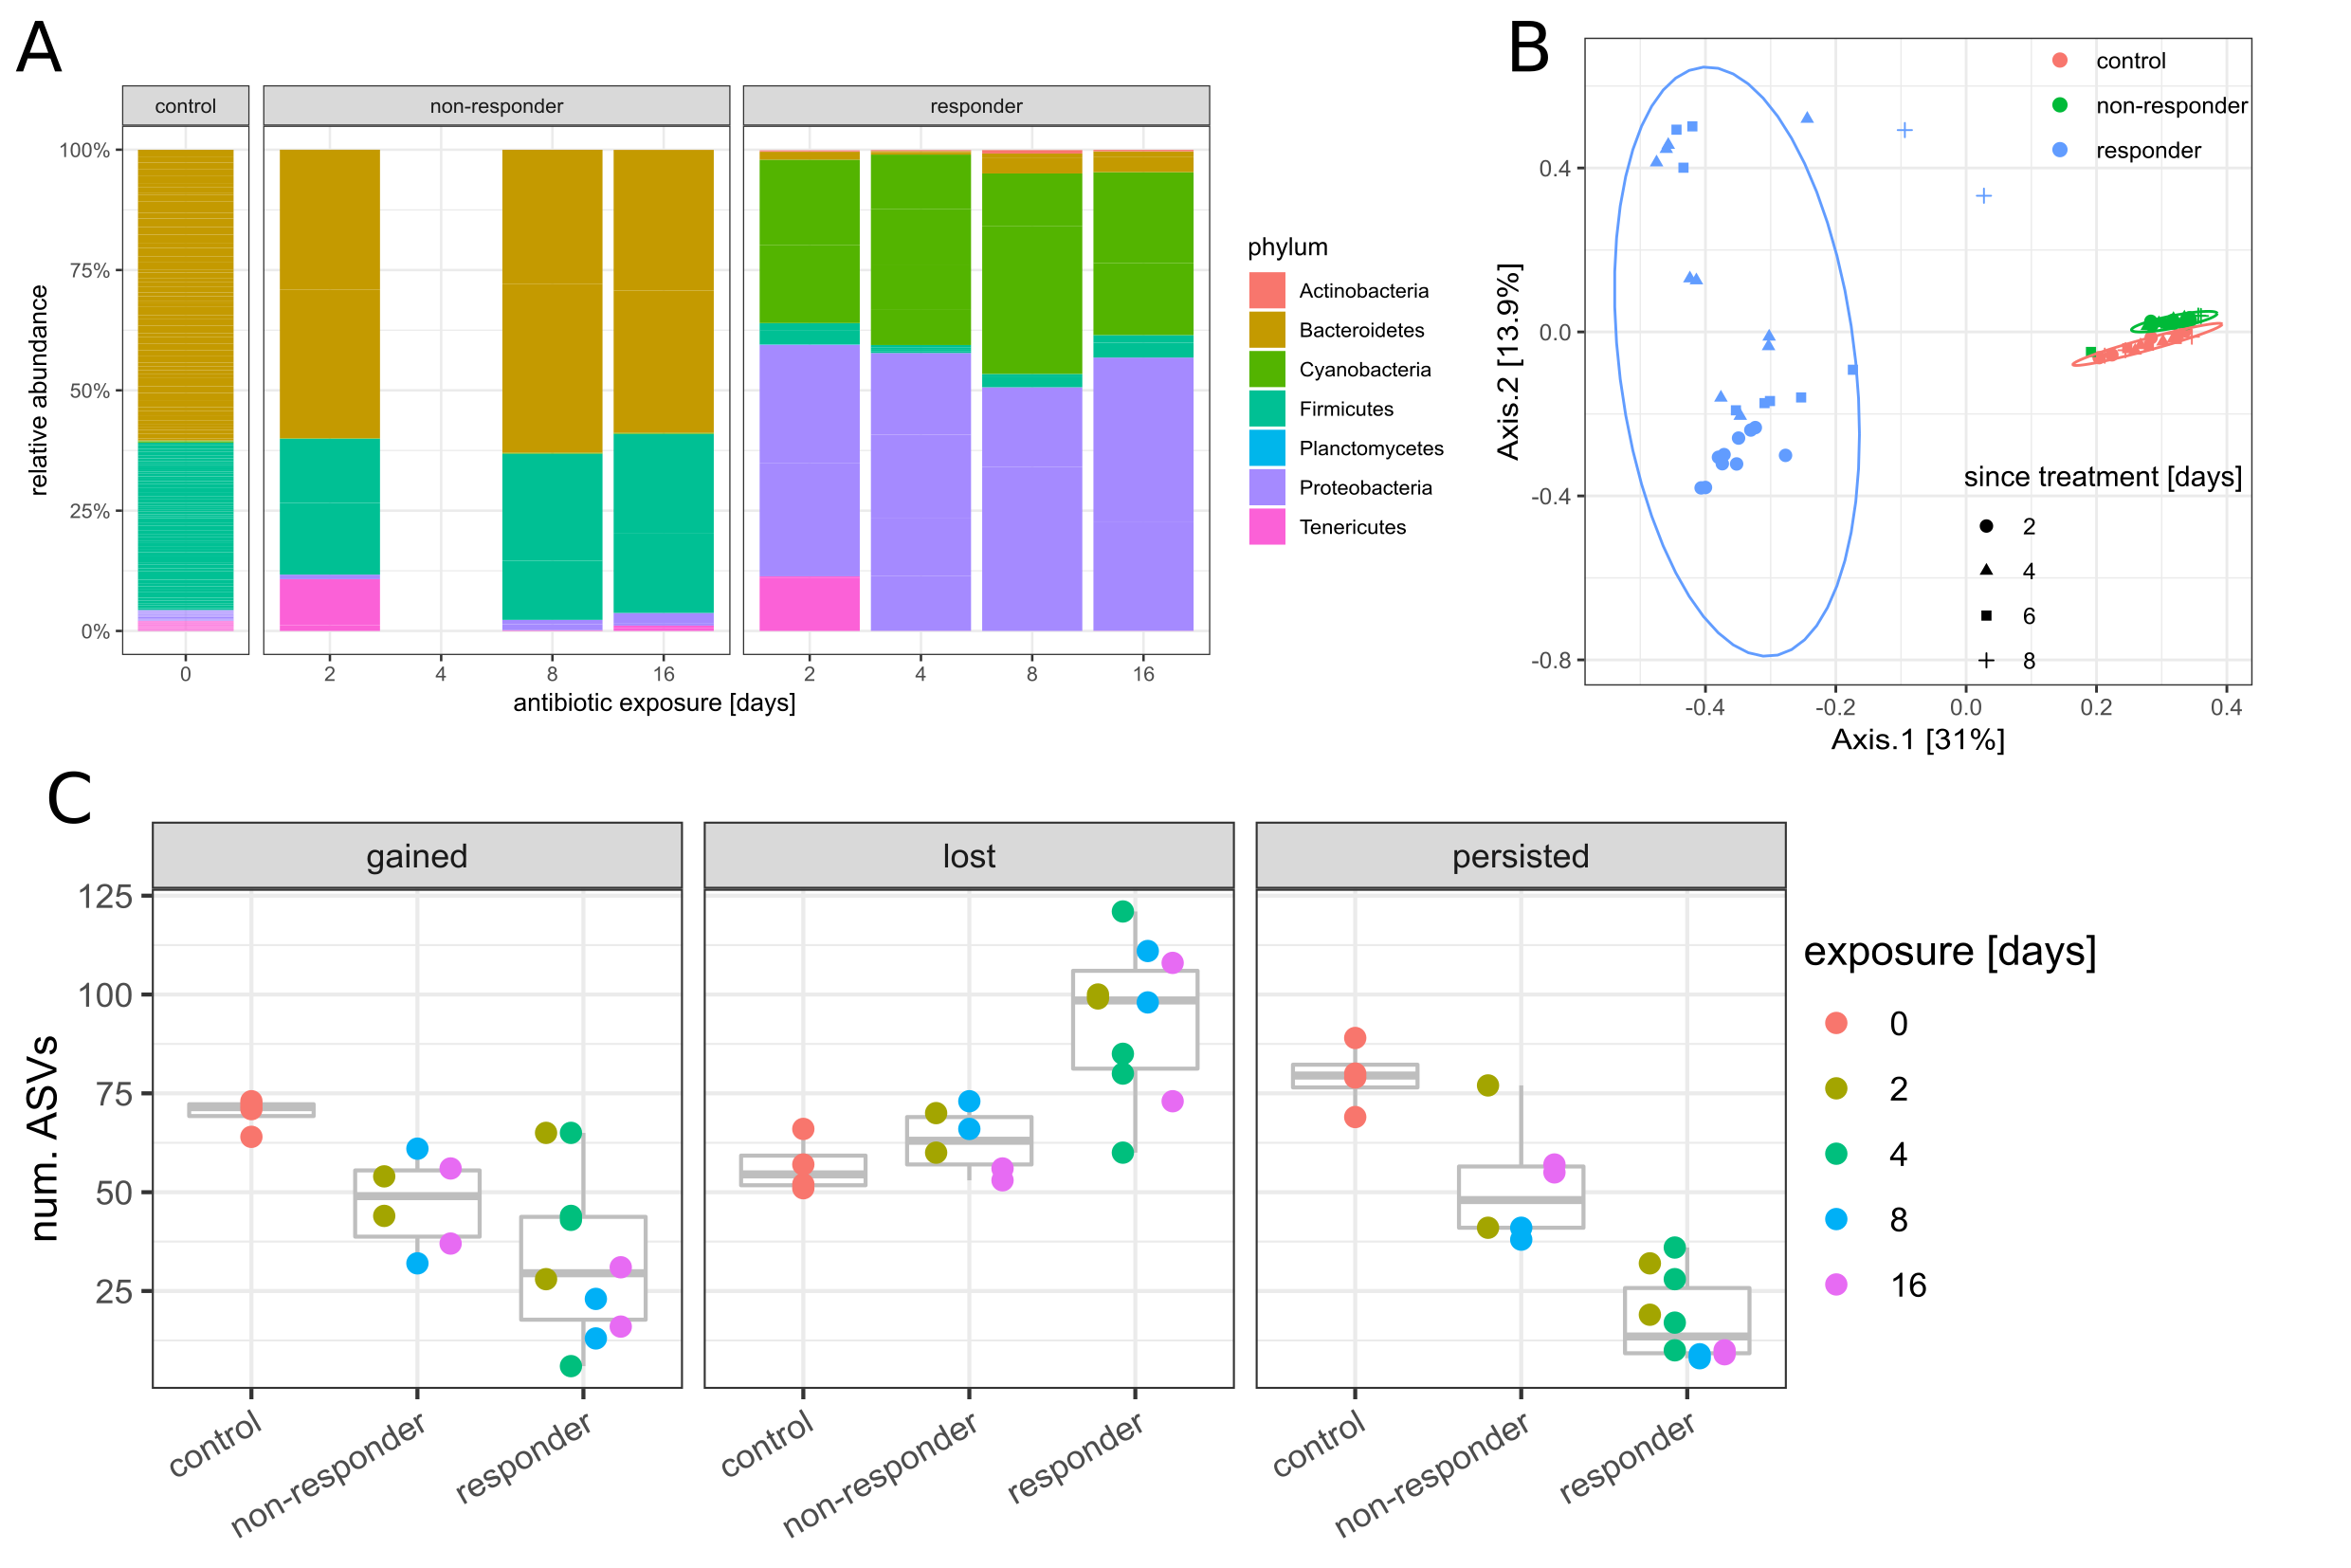 A
control
non-responder
responder
100%
75%
50%
25%
0%
relative abundance
0
2
4
8
16
2
4
8
16
antibiotic exposure [days]
phylum
Actinobacteria
Bacteroidetes
Cyanobacteria
Firmicutes
Planctomycetes
Proteobacteria
Tenericutes
B
control
non-responder
responder
0.4
0.0
-0.4
-0.8
Axis.2 [13.9%]
since treatment [days]
2
4
6
8
-0.4
-0.2
0.0
0.2
0.4
Axis.1 [31%]
C
gained
lost
persisted
125
100
75
50
25
num. ASVs
control
non-responder
responder
control
non-responder
responder
control
non-responder
responder
exposure [days]
0
2
4
8
16